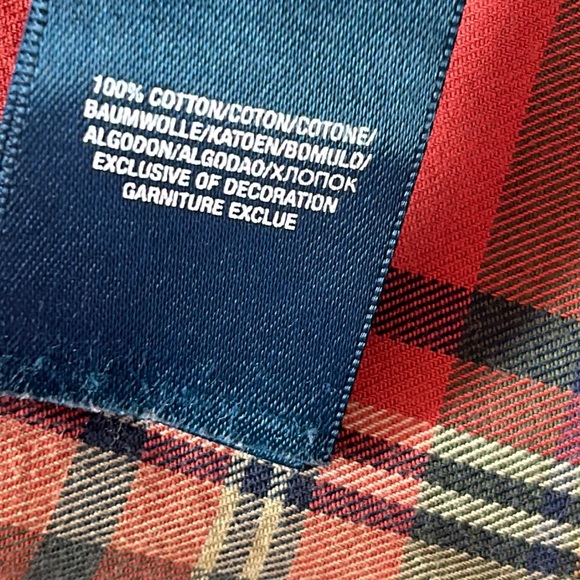 100% COTTON/COTON/COTONE/
BAUMWOLLE/KATOEN/BOMULD/
ALGODON/ALGODAO/ХЛОПОК
EXCLUSIVE OF DECORATION
GARNITURE EXCLUE